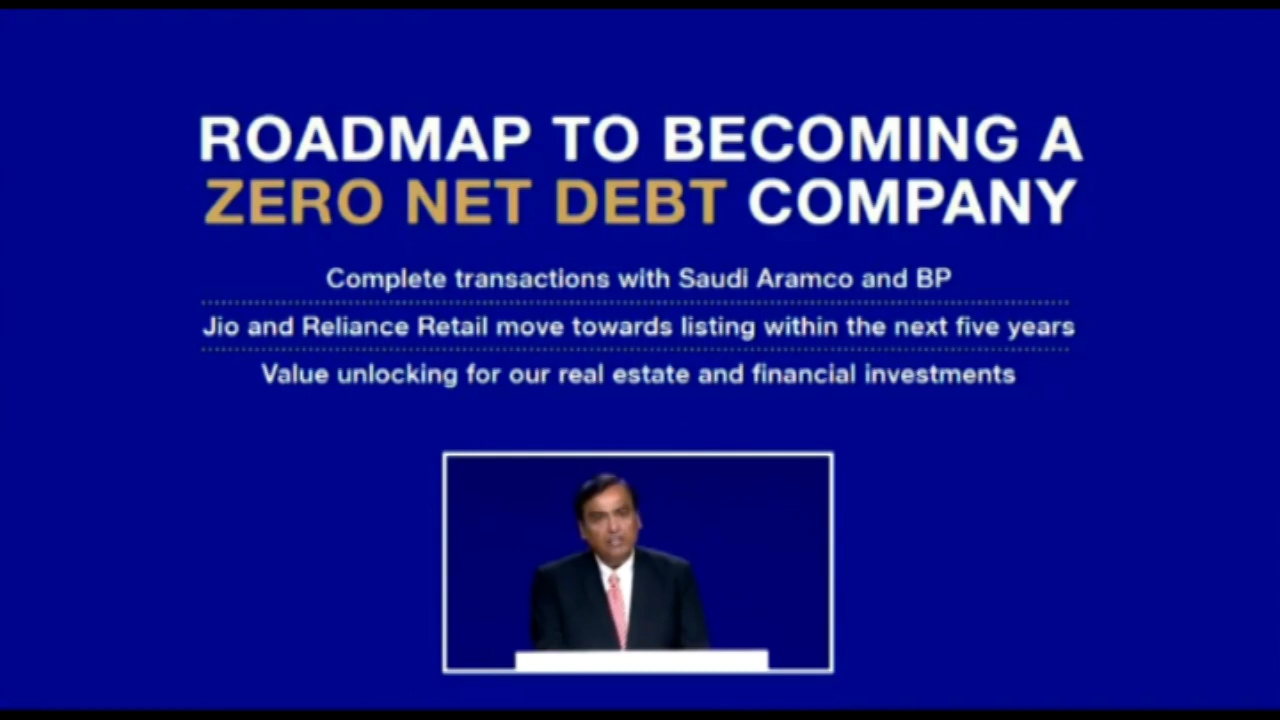 ROADMAP TO BECOMING A
ZERO NET DEBT COMPANY
Complete transactions with Saudi Aramco and BP
Jio and Reliance Retail move towards listing within the next five years
Value unlocking for our real estate and financial investments